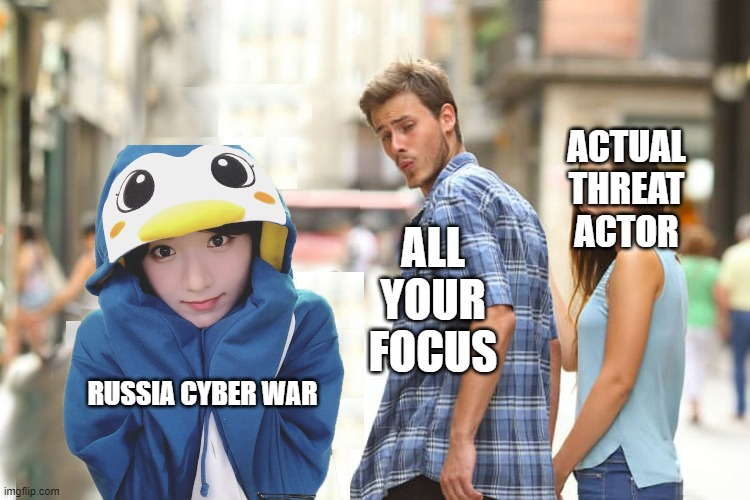 RUSSIA CYBER WAR
ALL
YOUR
FOCUS
ACTUAL
THREAT
ACTOR
imgflip.com